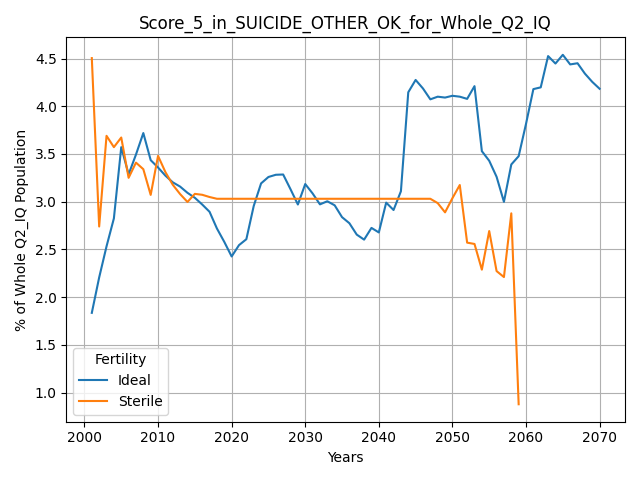 Score_5_in_SUICIDE_OTHER_OK_for_Whole_Q2_IQ
% of Whole Q2_IQ Population
4.5
4.0
3.5
3.0
2.5
2.0
1.5
1.0
Fertility
Ideal
Sterile
2000 2010 2020 2030 2040 2050 2060 2070
Years